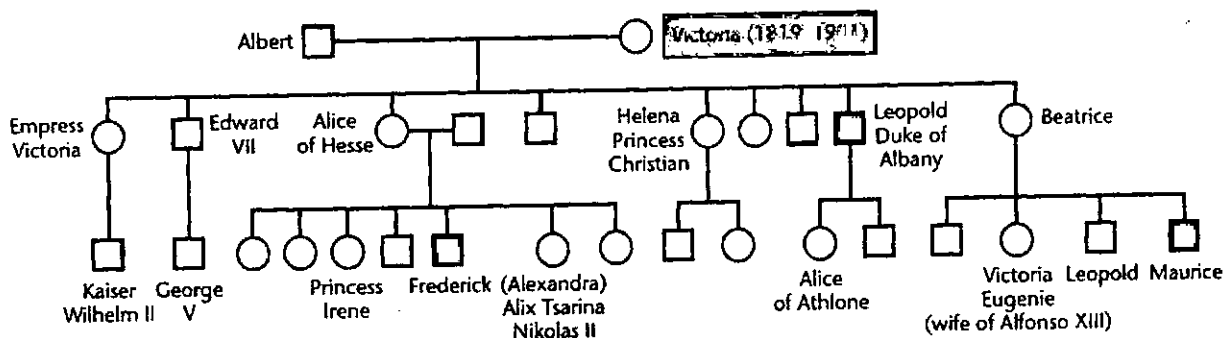 Albert
Victoria (1819
Empress
Victoria
Edward
VII
Alice
of Hesse
Helena
Princess
Christian
Leopold
Duke of
Albany
Beatrice
Kaiser
Wilhelm II
George
V
Princess
Irene
Frederick
(Alexandra)
Alix Tsarina
Nikolas II
Alice
of Athlone
Victoria
Eugenie
(wife of Alfonso XIII)
Leopold
Maurice